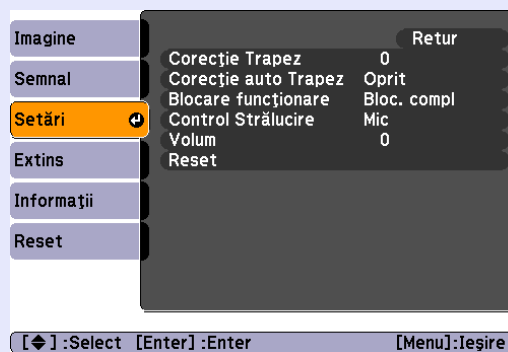 Imagine
Semnal
Setări
Extins
Informaţii
Reset
Retur
Corecţie Trapez 0
Corecţie auto Trapez Oprit
Blocare funcţionare Bloc. compl
Control Strălucire Mic
Volum 0
Reset
[◆] :Select [Enter] :Enter [Menu]:Ieşire